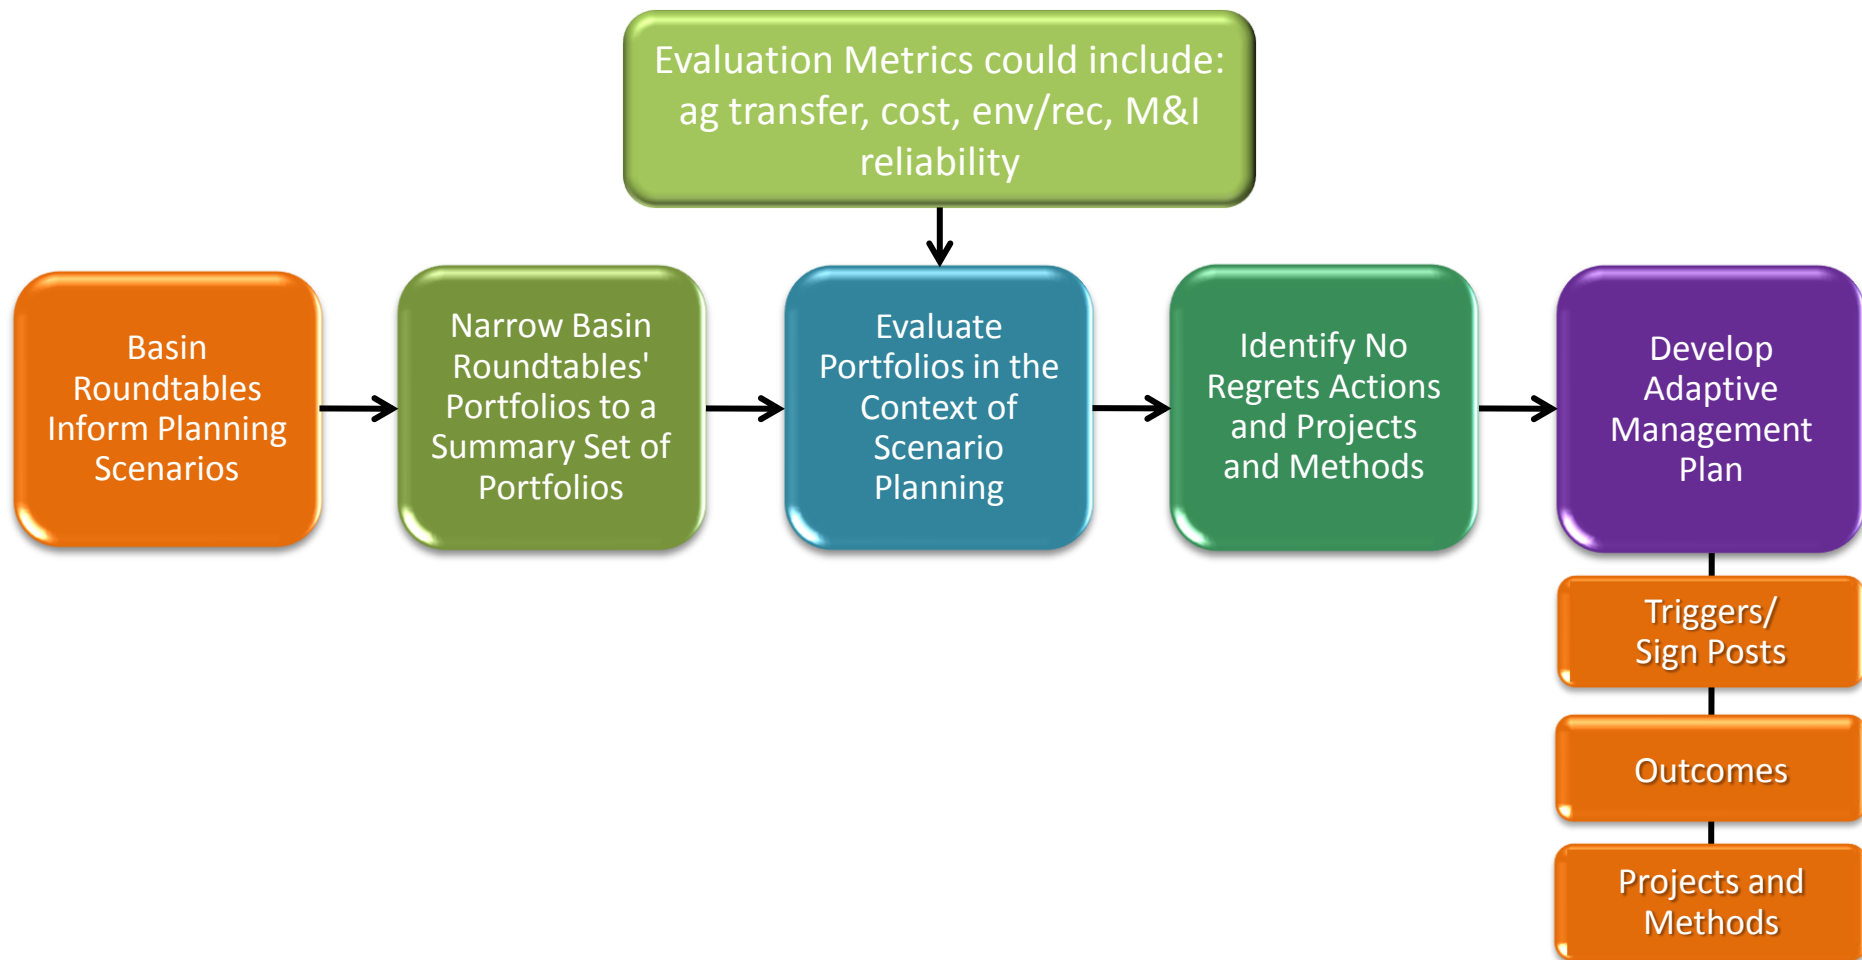 Evaluation Metrics could include:
ag transfer, cost, env/rec, M&I
reliability
Basin
Roundtables
Inform Planning
Scenarios
Narrow Basin
Roundtables'
Portfolios to a
Summary Set of
Portfolios
Evaluate
Portfolios in the
Context of
Scenario
Planning
Identify No
Regrets Actions
and Projects
and Methods
Develop
Adaptive
Management
Plan
Triggers/
Sign Posts
Outcomes
Projects and
Methods